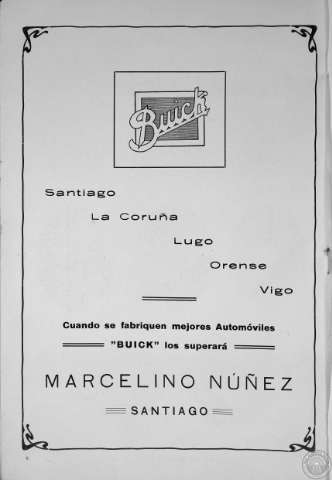 Buick
Santiago
La Coruña
Lugo
Orense
Vigo
Cuando se fabriquen mejores Automóviles
"BUICK" los superará
MARCELINO NÚÑEZ
SANTIAGO